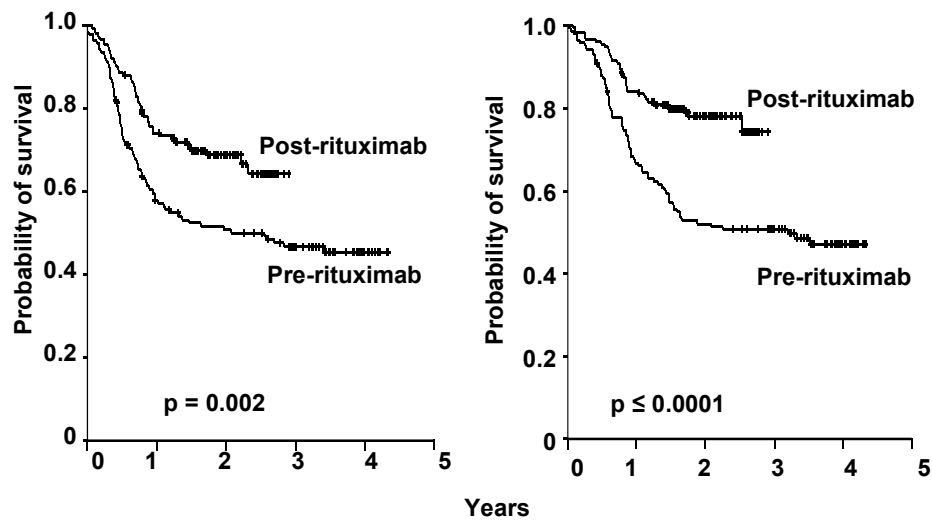 Probability of survival
1.0
0.8
0.6
0.4
0.2
0
Post-rituximab
Pre-rituximab
p = 0.002
0 1 2 3 4 5
Probability of survival
1.0
0.8
0.6
0.4
0.2
0
Post-rituximab
Pre-rituximab
p ≤ 0.0001
0 1 2 3 4 5
Years